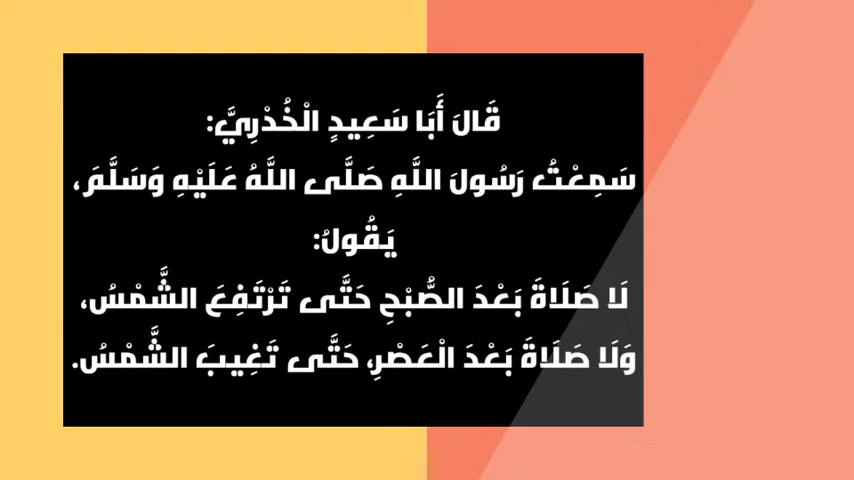 قَالَ أَبَا سَعِيدٍ الْخُدْرِيَّ:
سَمِعْتُ رَسُولَ اللَّهِ صَلَّى اللَّهُ عَلَيْهِ وَسَلَّمَ،
يَقُولُ:
لَا صَلَاةَ بَعْدَ الصُّبْحِ حَتَّى تَرْتَفِعَ الشَّمْسُ،
وَلَا صَلَاةَ بَعْدَ الْعَصْرِ، حَتَّى تَغِيبَ الشَّمْسُ.